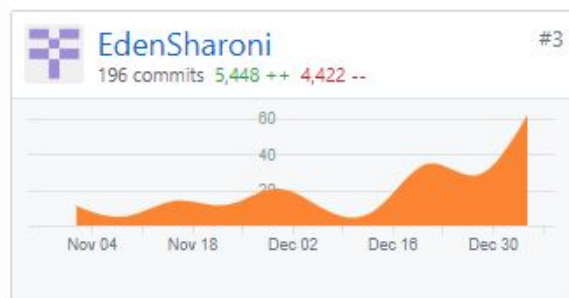 EdenSharoni
#3
196 commits 5,448 ++ 4,422 --
60
40
20
Nov 04 Nov 18 Dec 02 Dec 16 Dec 30